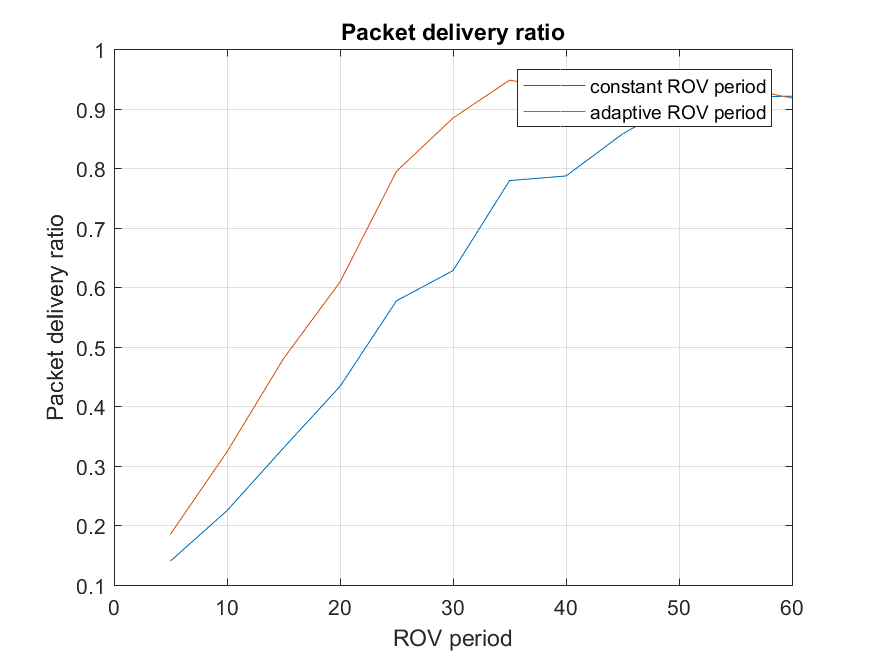 Packet delivery ratio
constant ROV period
adaptive ROV period
Packet delivery ratio
1
0.9
0.8
0.7
0.6
0.5
0.4
0.3
0.2
0.1
0 10 20 30 40 50 60
ROV period